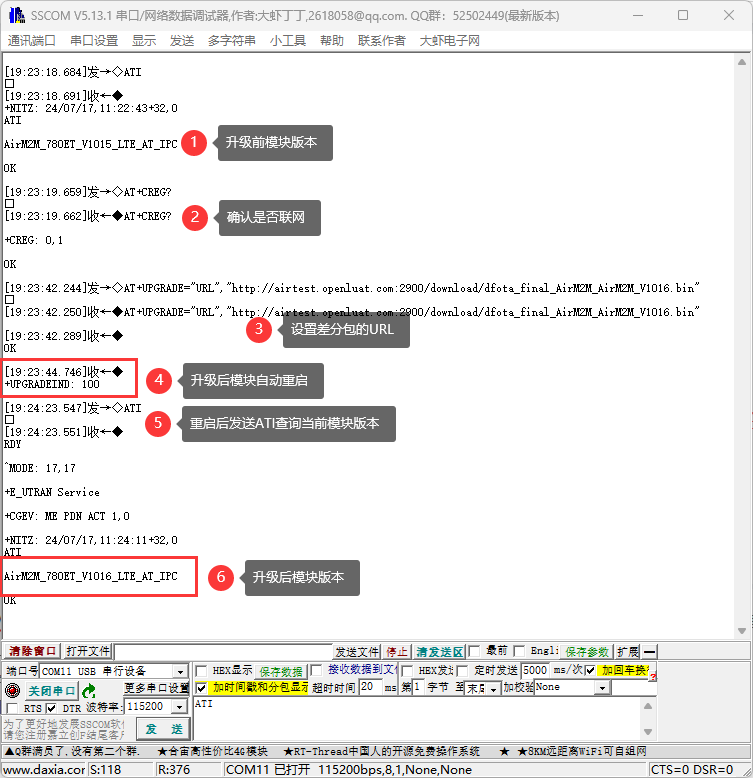 SSCOM V5.13.1 串口/网络数据调试器,作者:大虾丁丁,2618058@qq.com. QQ群：52502449(最新版本)
通讯端口 串口设置 显示 发送 多字符串 小工具 帮助 联系作者 大虾电子网
[19:23:18.684]发→◇ATI
□
[19:23:18.691]收←◆
+NITZ: 24/07/17,11:22:43+32,0
ATI
AirM2M_780ET_V1015_LTE_AT_IPC
1 升级前模块版本
OK
[19:23:19.659]发→◇AT+CREG?
□
[19:23:19.662]收←◆AT+CREG?
2 确认是否联网
+CREG: 0,1
OK
[19:23:42.244]发→◇AT+UPGRADE="URL","http://airtest.openluat.com:2900/download/dfota_final_AirM2M_AirM2M_V1016.bin"
□
[19:23:42.250]收←◆AT+UPGRADE="URL","http://airtest.openluat.com:2900/download/dfota_final_AirM2M_AirM2M_V1016.bin"
3 设置差分包的URL
[19:23:42.289]收←◆
OK
[19:23:44.746]收←◆
+UPGRADEIND: 100
4 升级后模块自动重启
[19:24:23.547]发→◇ATI
□
5 重启后发送ATI查询当前模块版本
[19:24:23.551]收←◆
RDY
^MODE: 17,17
+E_UTRAN Service
+CGEV: ME PDN ACT 1,0
+NITZ: 24/07/17,11:24:11+32,0
ATI
AirM2M_780ET_V1016_LTE_AT_IPC
6 升级后模块版本
OK
清除窗口 打开文件 发送文件 停止 清发送区 最前 Engli 保存参数 扩展 —
端口号 COM11 USB 串行设备 HEX显示 保存数据 接收数据到文件 HEX发送 定时发送 5000 ms/次 加回车换行
关闭串口 更多串口设置 加时间戳和分包显示 超时时间 20 ms 第 1 字节 至 末尾 加校验 None
RTS DTR 波特率: 115200 ATI
为了更好地发展SSCOM软件
请您注册嘉立创F结尾客户
发 送
▲Q群满员了,没有第二个群. ★合宙高性价比4G模块 ★RT-Thread中国人的开源免费操作系统 ★ ★8KM远距离WiFi可自组网
www.daxia.cor S:118 R:376 COM11 已打开 115200bps,8,1,None,None CTS=0 DSR=0